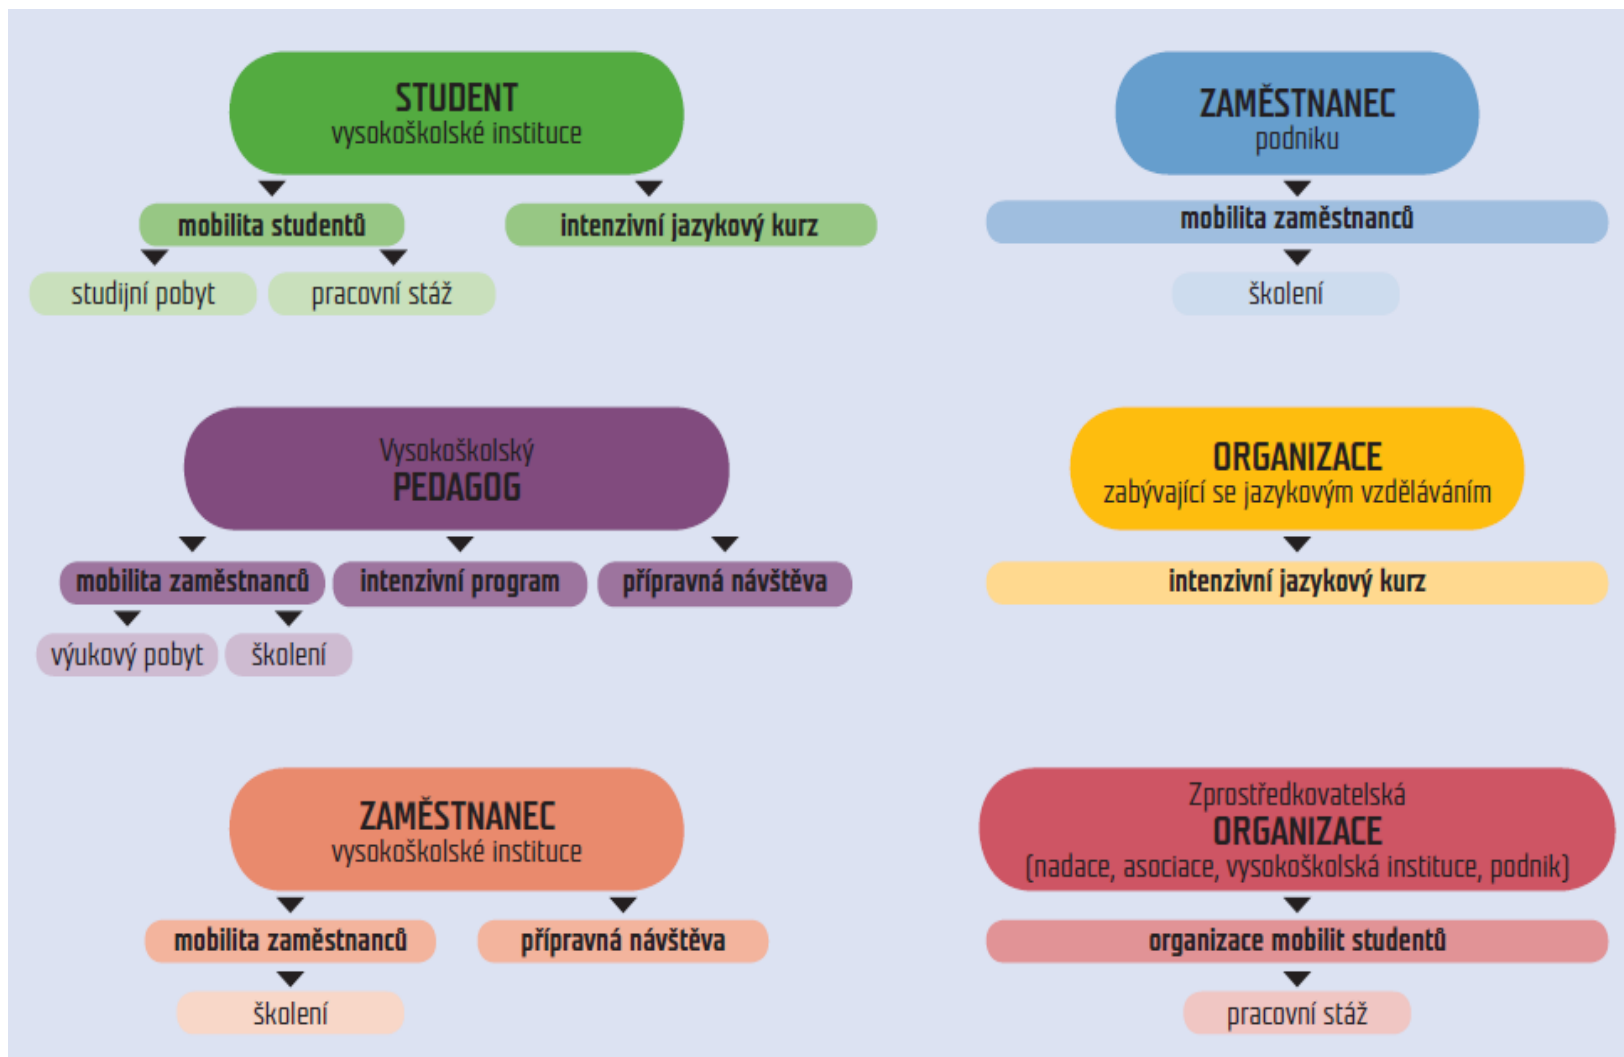 STUDENT
vysokoškolské instituce
mobilita studentů
intenzivní jazykový kurz
studijní pobyt
pracovní stáž
ZAMĚSTNANEC
podniku
mobilita zaměstnanců
školení
Vysokoškolský
PEDAGOG
mobilita zaměstnanců
intenzivní program
přípravná návštěva
výukový pobyt
školení
ORGANIZACE
zabývající se jazykovým vzděláváním
intenzivní jazykový kurz
ZAMĚSTNANEC
vysokoškolské instituce
mobilita zaměstnanců
přípravná návštěva
školení
Zprostředkovatelská
ORGANIZACE
(nadace, asociace, vysokoškolská instituce, podnik)
organizace mobilit studentů
pracovní stáž